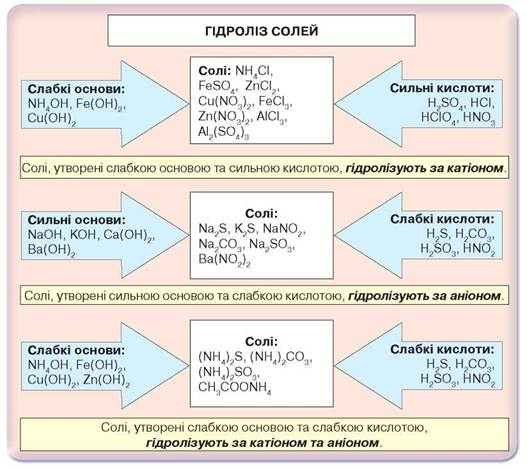 ГІДРОЛІЗ СОЛЕЙ
Слабкі основи:
NH₄OH, Fe(OH)₂,
Cu(OH)₂
Солі: NH₄Cl,
FeSO₄, ZnCl₂,
Cu(NO₃)₂, FeCl₃,
Zn(NO₃)₂, AlCl₃,
Al₂(SO₄)₃
Сильні кислоти:
H₂SO₄, HCl,
HClO₄, HNO₃
Солі, утворені слабкою основою та сильною кислотою, гідролізують за катіоном.
Сильні основи:
NaOH, KOH, Ca(OH)₂,
Ba(OH)₂
Солі:
Na₂S, K₂S, NaNO₂,
Na₂CO₃, Na₂SO₃,
Ba(NO₂)₂
Слабкі кислоти:
H₂S, H₂CO₃,
H₂SO₃, HNO₂
Солі, утворені сильною основою та слабкою кислотою, гідролізують за аніоном.
Слабкі основи:
NH₄OH, Fe(OH)₂,
Cu(OH)₂, Zn(OH)₂
Солі:
(NH₄)₂S, (NH₄)₂CO₃,
(NH₄)₂SO₃,
CH₃COONH₄
Слабкі кислоти:
H₂S, H₂CO₃,
H₂SO₃, HNO₂
Солі, утворені слабкою основою та слабкою кислотою,
гідролізують за катіоном та аніоном.